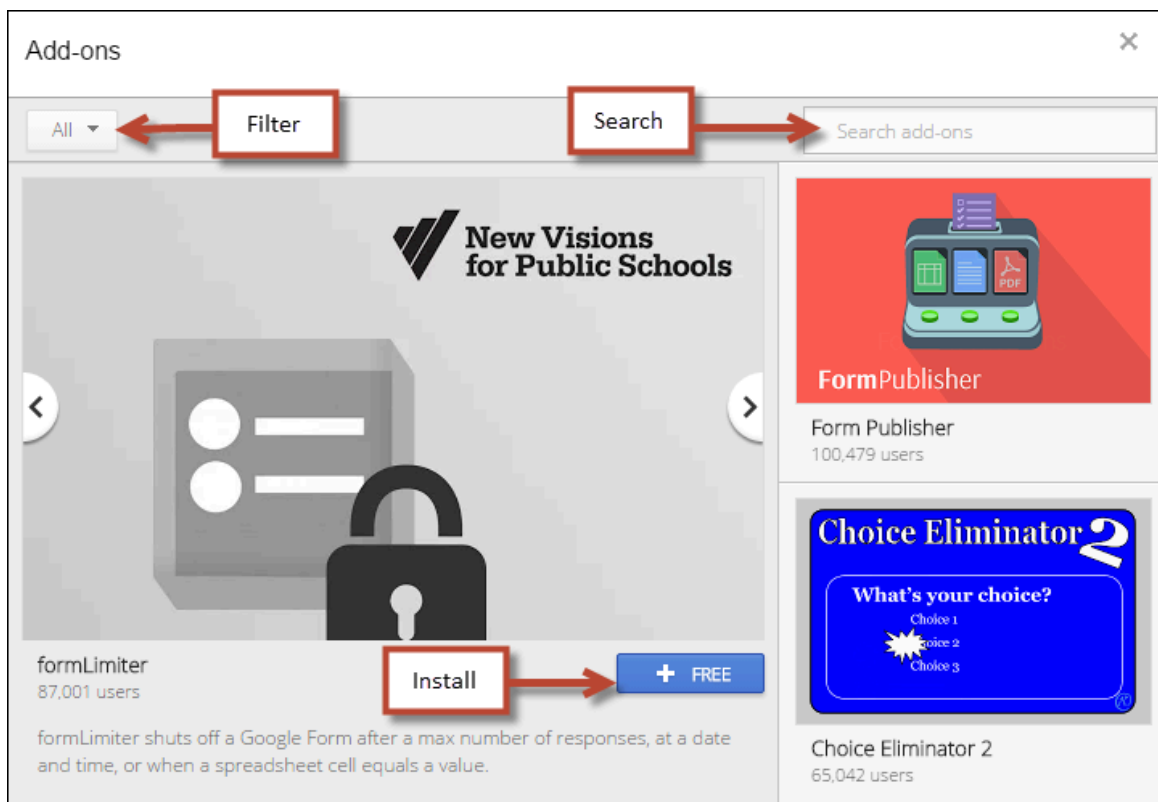 Add-ons
All
Filter
Search
Search add-ons
New Visions
for Public Schools
PDF
FormPublisher
Form Publisher
100,479 users
formLimiter
87,001 users
Install
+ FREE
formLimiter shuts off a Google Form after a max number of responses, at a date
and time, or when a spreadsheet cell equals a value.
Choice Eliminator 2
What's your choice?
Choice 1
oice 2
Choice 3
Choice Eliminator 2
65,042 users